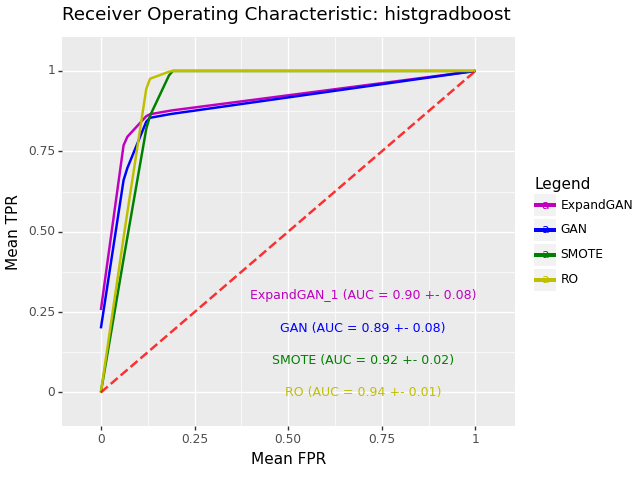 Receiver Operating Characteristic: histgradboost
1
0.75
0.50
0.25
0
Mean TPR
ExpandGAN_1 (AUC = 0.90 +- 0.08)
GAN (AUC = 0.89 +- 0.08)
SMOTE (AUC = 0.92 +- 0.02)
RO (AUC = 0.94 +- 0.01)
0 0.25 0.50 0.75 1
Mean FPR
Legend
a ExpandGAN
a GAN
a SMOTE
a RO